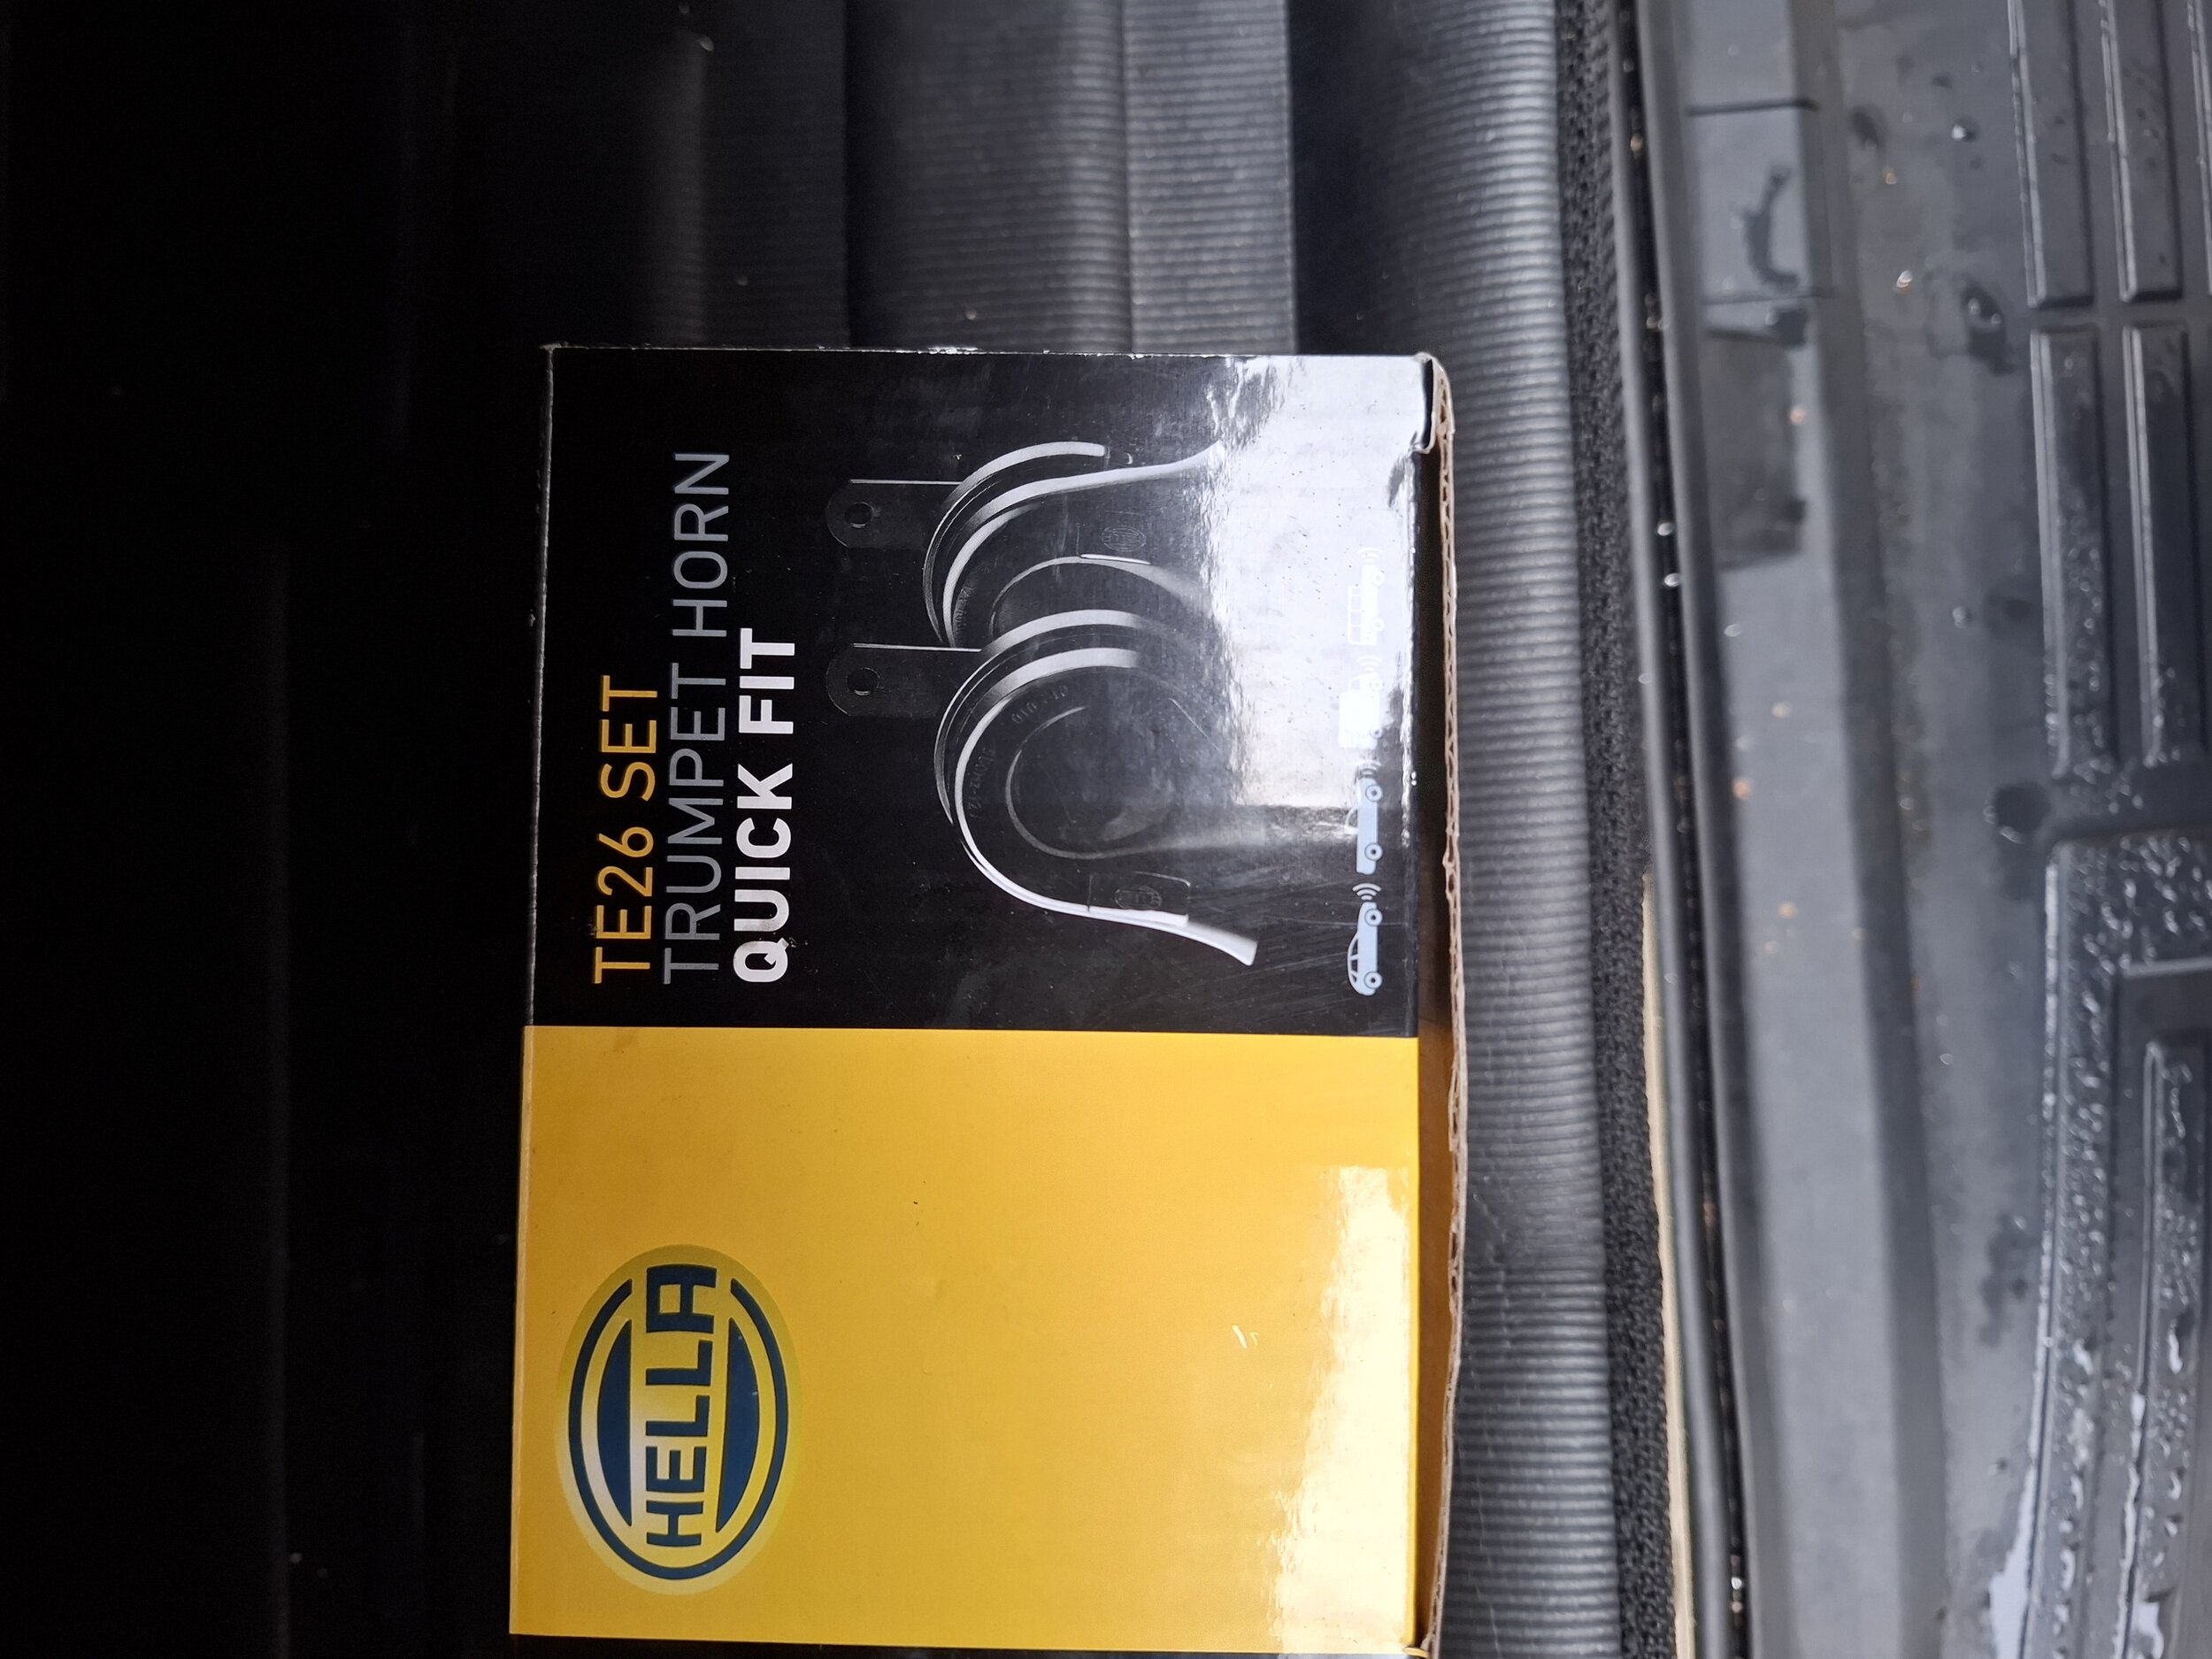 TE26 SET
TRUMPET HORN
QUICK FIT
HELLA